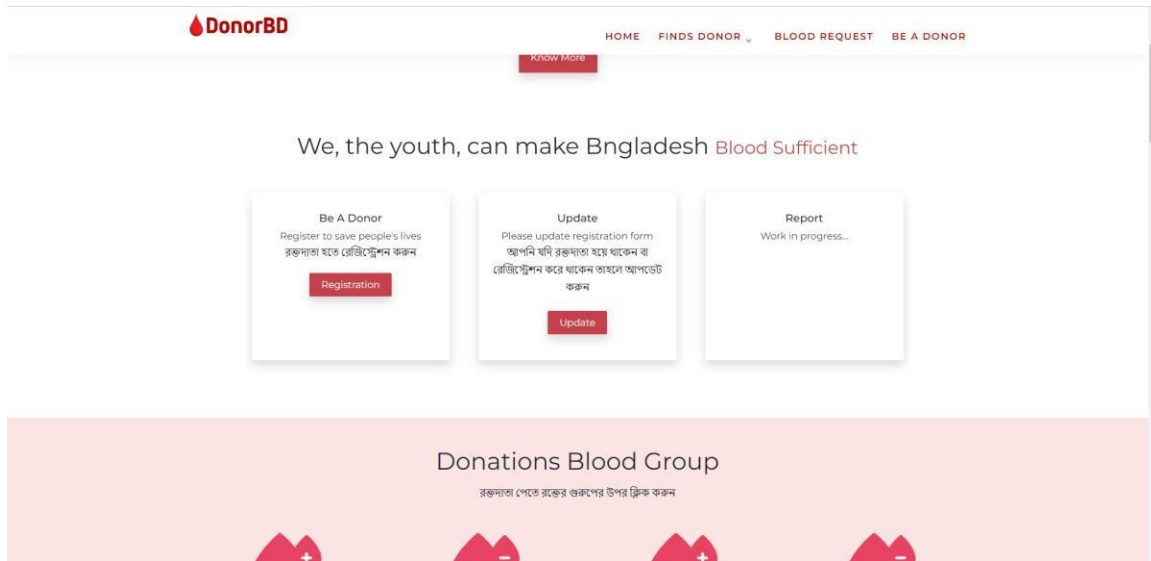 DonorBD
HOME FINDS DONOR BLOOD REQUEST BE A DONOR
Know More
We, the youth, can make Bngladesh Blood Sufficient
Be A Donor
Register to save people's lives
রক্তদাতা হতে রেজিস্ট্রেশন করুন
Registration
Update
Please update registration form
আপনি যদি রক্তদাতা হয়ে থাকেন বা
রেজিস্ট্রেশন করে থাকেন তাহলে আপডেট
করুন
Update
Report
Work in progress...
Donations Blood Group
রক্তদাতা পেতে রক্তের গুরুপের উপর ক্লিক করুন
+ - + -